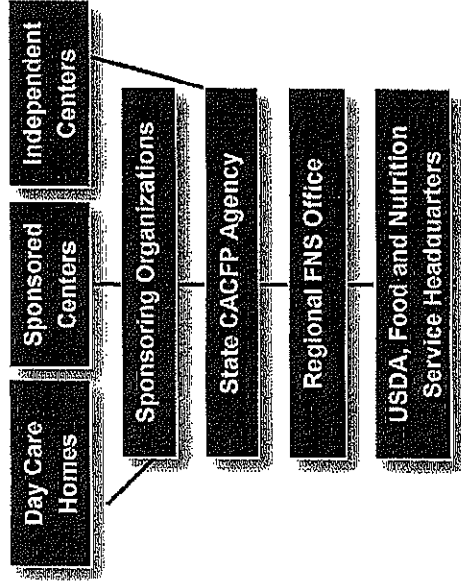 Day Care
Homes
Sponsored
Centers
Independent
Centers
Sponsoring Organizations
State CACFP Agency
Regional FNS Office
USDA, Food and Nutrition
Service Headquarters